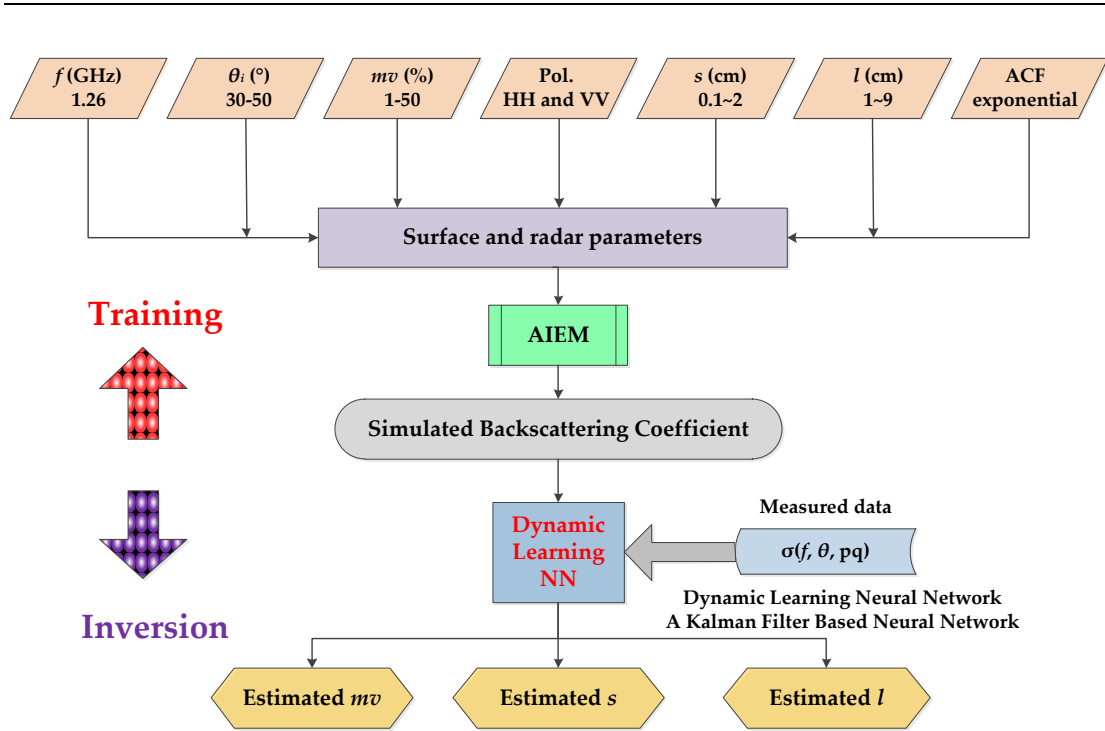 f (GHz)
1.26
θi (°)
30-50
mv (%)
1-50
Pol.
HH and VV
s (cm)
0.1~2
l (cm)
1~9
ACF
exponential
Surface and radar parameters
Training
AIEM
Simulated Backscattering Coefficient
Dynamic
Learning
NN
Measured data
σ(f, θ, pq)
Dynamic Learning Neural Network
A Kalman Filter Based Neural Network
Inversion
Estimated mv
Estimated s
Estimated l